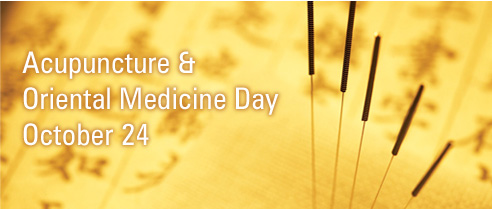 Acupuncture &
Oriental Medicine Day
October 24